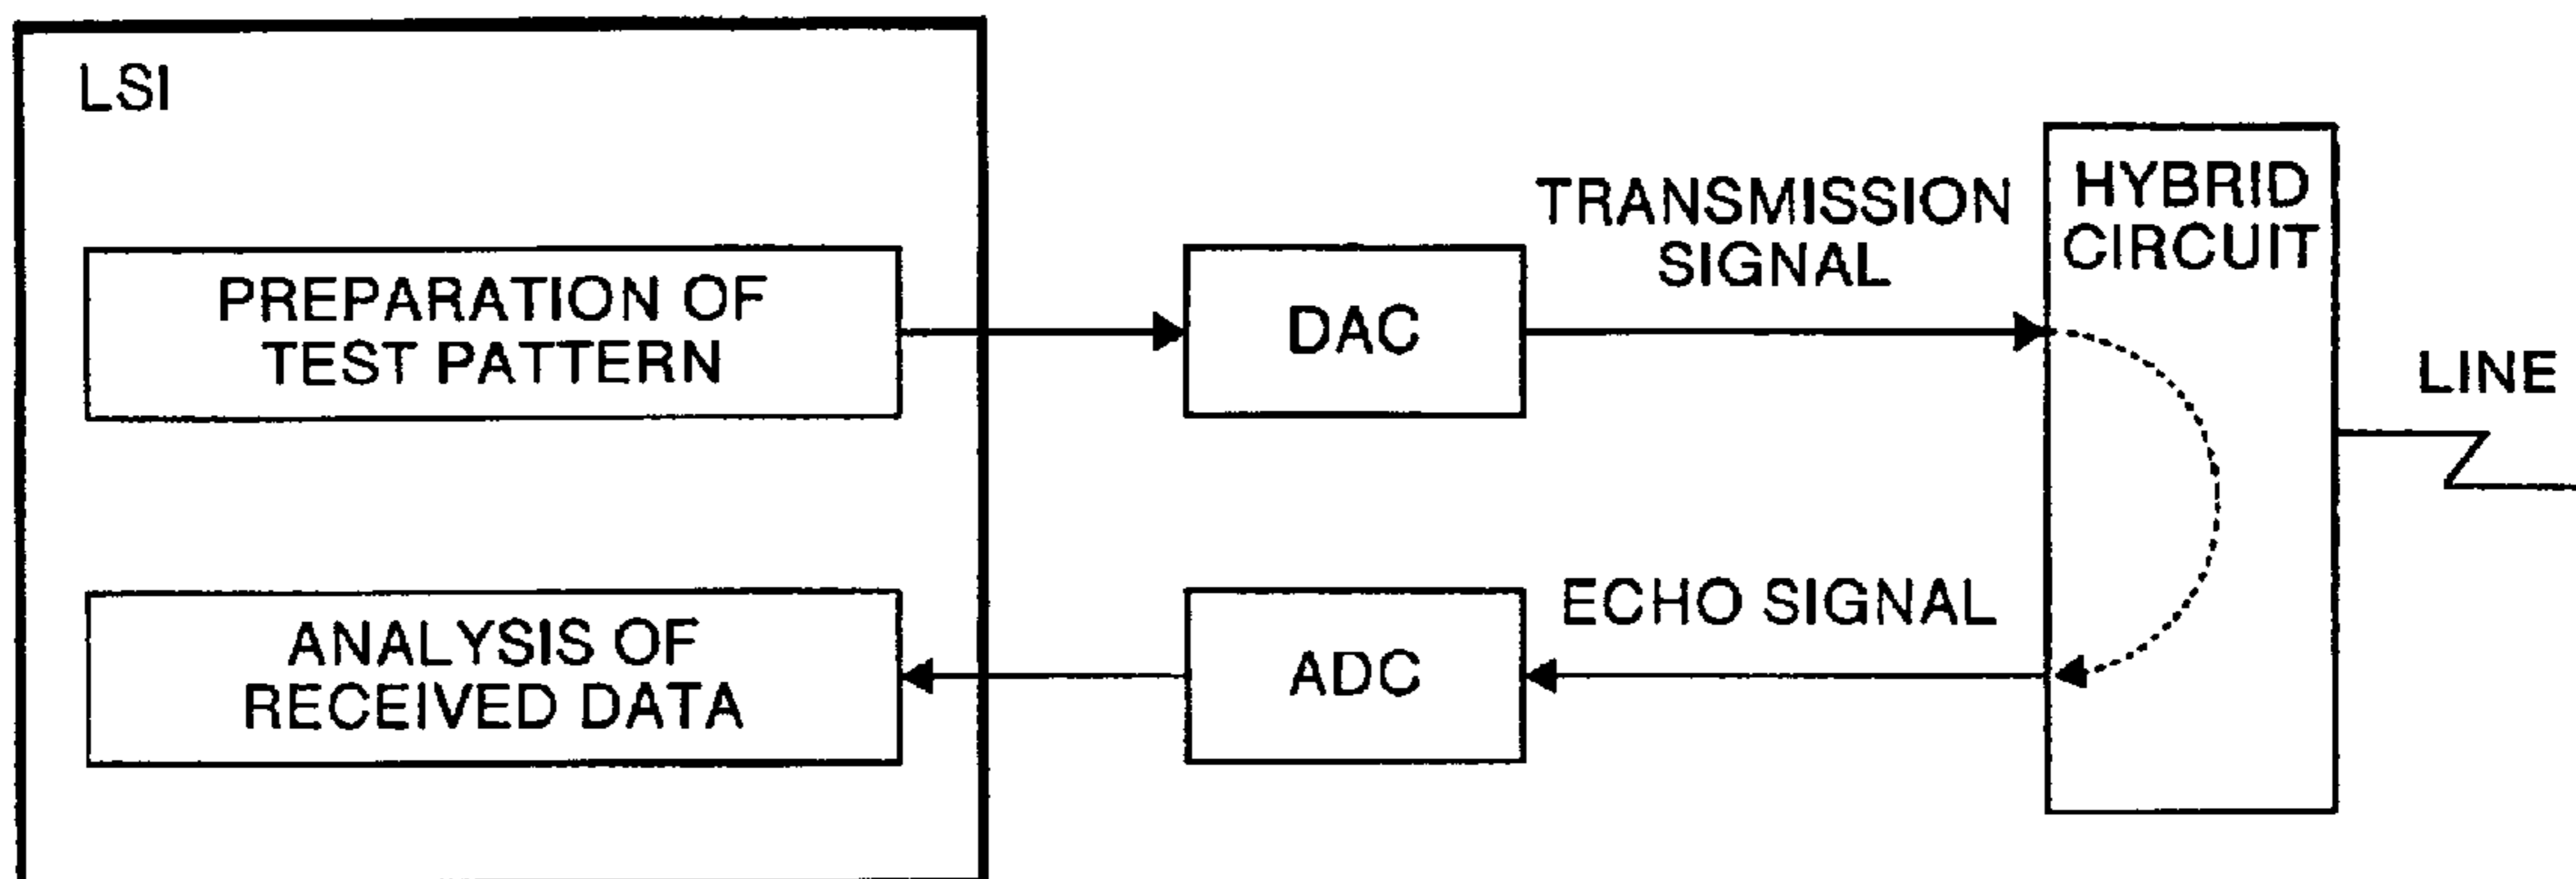 LSI
PREPARATION OF
TEST PATTERN
DAC
TRANSMISSION
SIGNAL
HYBRID
CIRCUIT
LINE
ANALYSIS OF
RECEIVED DATA
ADC
ECHO SIGNAL